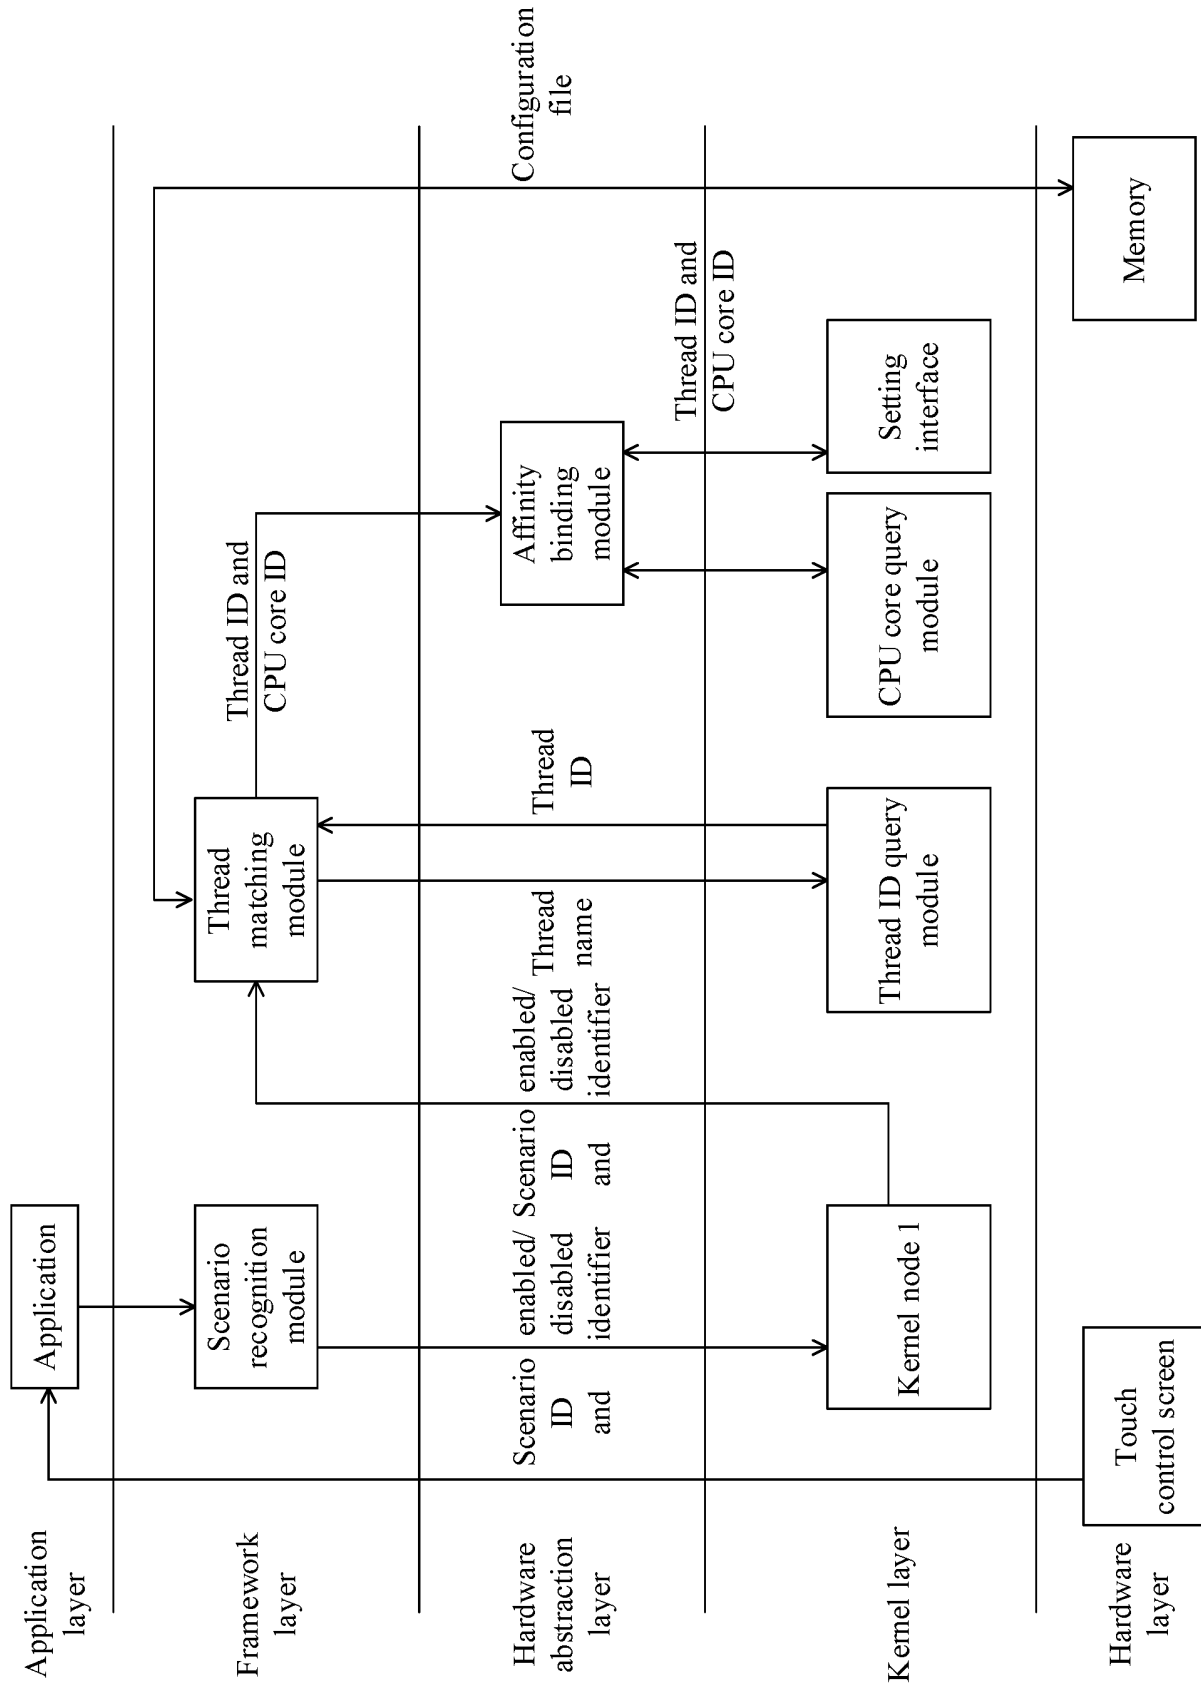 Application
layer
Application
Framework
layer
Scenario
recognition
module
Thread
matching
module
Thread ID and
CPU core ID
Hardware
abstraction
layer
Scenario
ID
and
enabled/
disabled
identifier
Scenario
ID
and
enabled/
disabled
identifier
Thread
name
Thread
ID
Affinity
binding
module
Configuration
file
Thread ID and
CPU core ID
Kernel layer
Kernel node 1
Thread ID query
module
CPU core query
module
Setting
interface
Hardware
layer
Touch
control screen
Memory